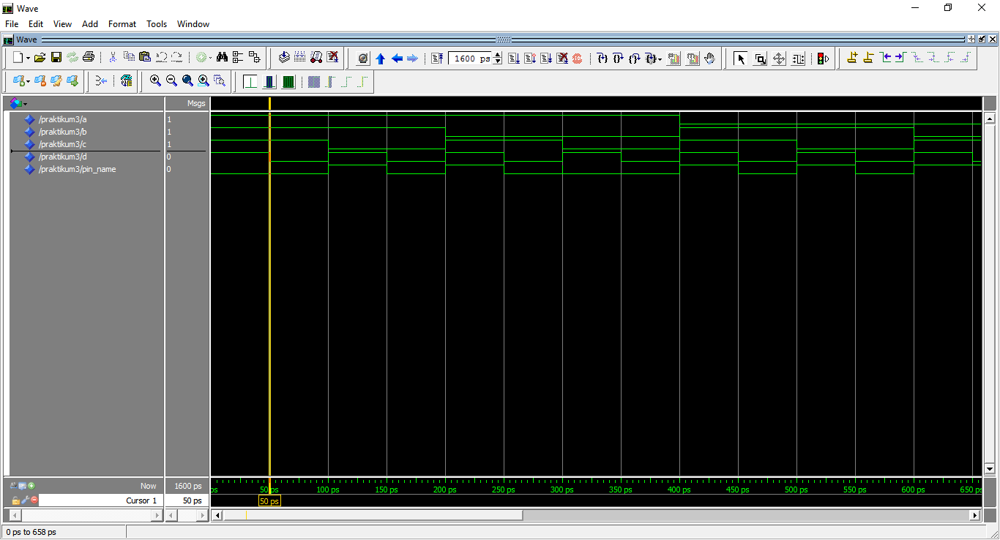 Wave
File Edit View Add Format Tools Window
Wave
1600 ps
Msgs
/praktikum3/a 1
/praktikum3/b 1
/praktikum3/c 1
/praktikum3/d 0
/praktikum3/pin_name 0
Now 1600 ps
ps 50 ps 100 ps 150 ps 200 ps 250 ps 300 ps 350 ps 400 ps 450 ps 500 ps 550 ps 600 ps 650 ps
Cursor 1 50 ps 50 ps
0 ps to 658 ps